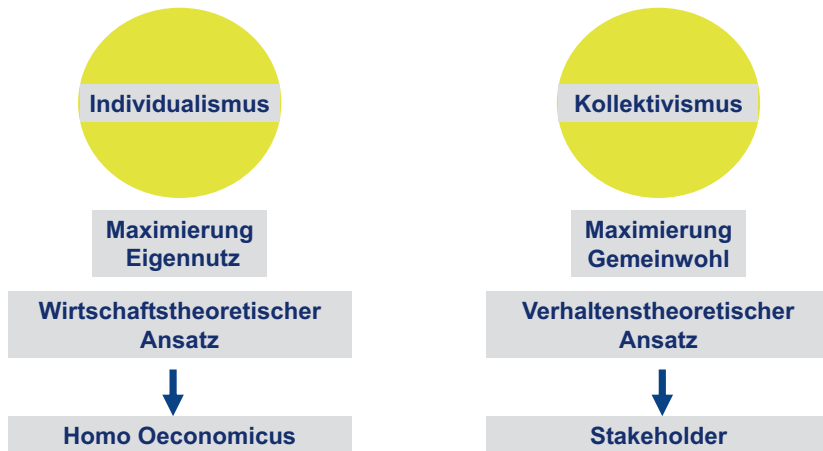 Individualismus
Maximierung
Eigennutz
Wirtschaftstheoretischer
Ansatz
Homo Oeconomicus
Kollektivismus
Maximierung
Gemeinwohl
Verhaltenstheoretischer
Ansatz
Stakeholder